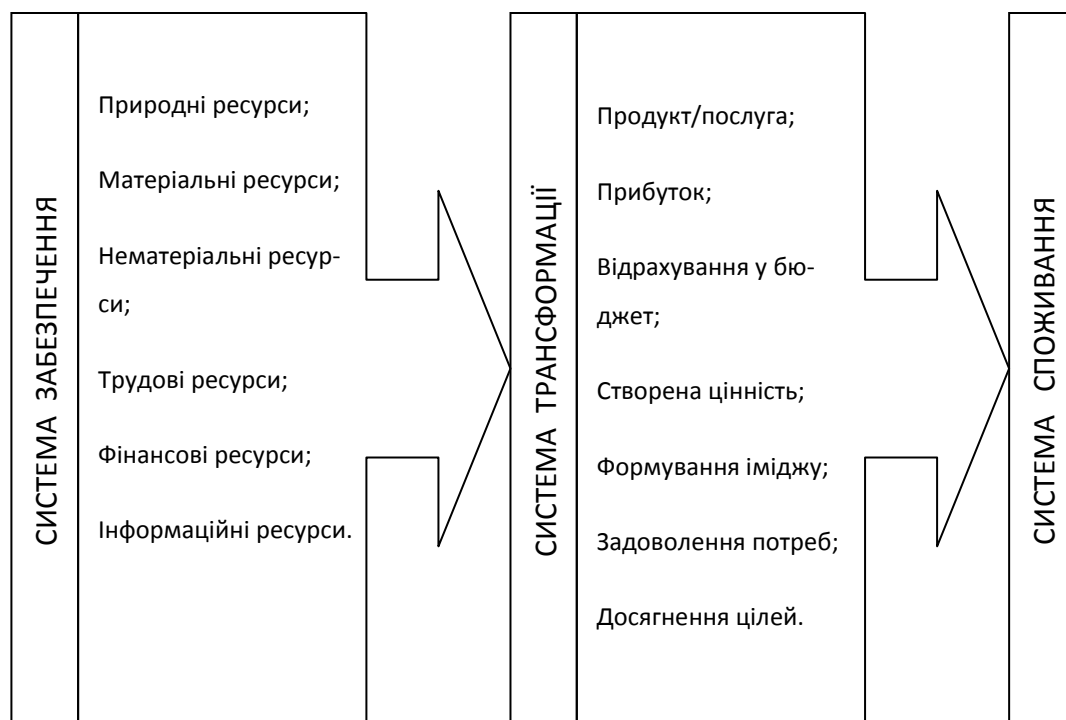 СИСТЕМА ЗАБЕЗПЕЧЕННЯ
Природні ресурси;
Матеріальні ресурси;
Нематеріальні ресур-
си;
Трудові ресурси;
Фінансові ресурси;
Інформаційні ресурси.
СИСТЕМА ТРАНСФОРМАЦІЇ
Продукт/послуга;
Прибуток;
Відрахування у бю-
джет;
Створена цінність;
Формування іміджу;
Задоволення потреб;
Досягнення цілей.
СИСТЕМА СПОЖИВАННЯ